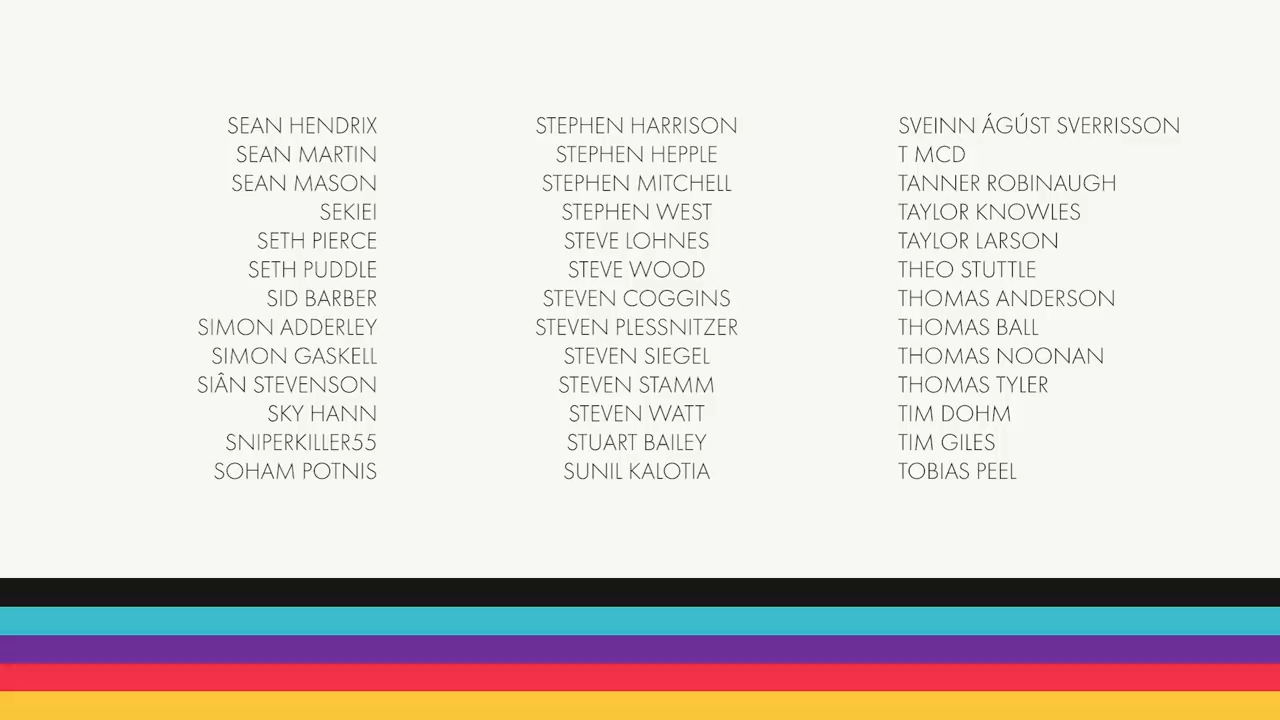 SEAN HENDRIX
SEAN MARTIN
SEAN MASON
SEKIEI
SETH PIERCE
SETH PUDDLE
SID BARBER
SIMON ADDERLEY
SIMON GASKELL
SIÂN STEVENSON
SKY HANN
SNIPERKILLER55
SOHAM POTNIS
STEPHEN HARRISON
STEPHEN HEPPLE
STEPHEN MITCHELL
STEPHEN WEST
STEVE LOHNES
STEVE WOOD
STEVEN COGGINS
STEVEN PLESSNITZER
STEVEN SIEGEL
STEVEN STAMM
STEVEN WATT
STUART BAILEY
SUNIL KALOTIA
SVEINN ÁGÚST SVERRISSON
T MCD
TANNER ROBINAUGH
TAYLOR KNOWLES
TAYLOR LARSON
THEO STUTTLE
THOMAS ANDERSON
THOMAS BALL
THOMAS NOONAN
THOMAS TYLER
TIM DOHM
TIM GILES
TOBIAS PEEL